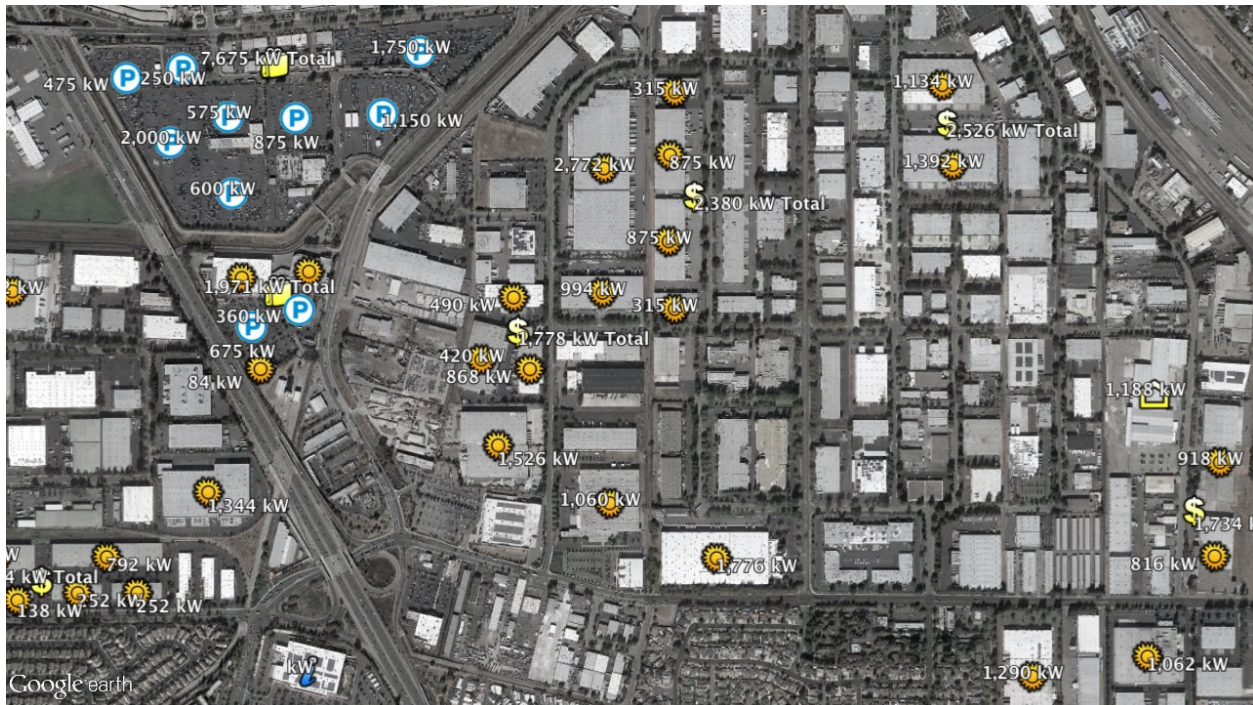 7,675 kW Total
1,750 kW
475 kW
250 kW
575 kW
2,000 kW
875 kW
1,150 kW
600 kW
315 kW
1,134 kW
2,526 kW Total
1,392 kW
2,772 kW
875 kW
2,380 kW Total
875 kW
994 kW
315 kW
kW
1,971 kW Total
360 kW
675 kW
84 kW
490 kW
1,778 kW Total
420 kW
868 kW
1,188 kW
918 kW
1,526 kW
1,344 kW
1,060 kW
1,734
816 kW
1,776 kW
792 kW
4 kW Total
138 kW
252 kW
252 kW
kW
1,290 kW
1,062 kW
Google earth